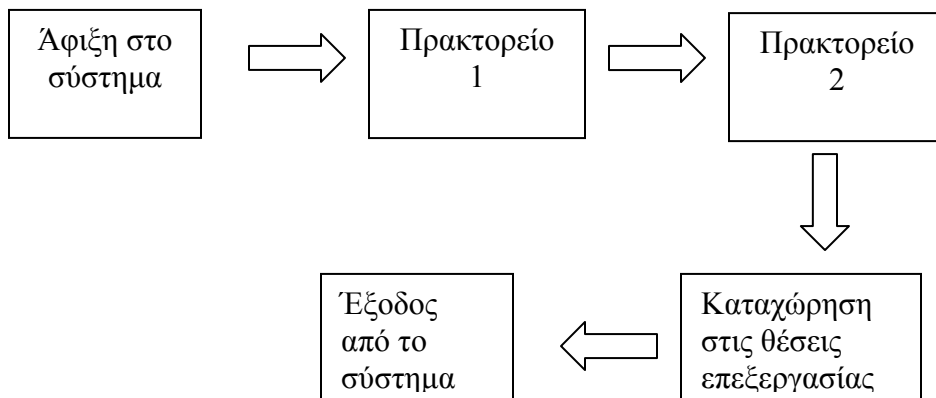 Άφιξη στο
σύστημα
Πρακτορείο
1
Πρακτορείο
2
Καταχώρηση
στις θέσεις
επεξεργασίας
Έξοδος
από το
σύστημα